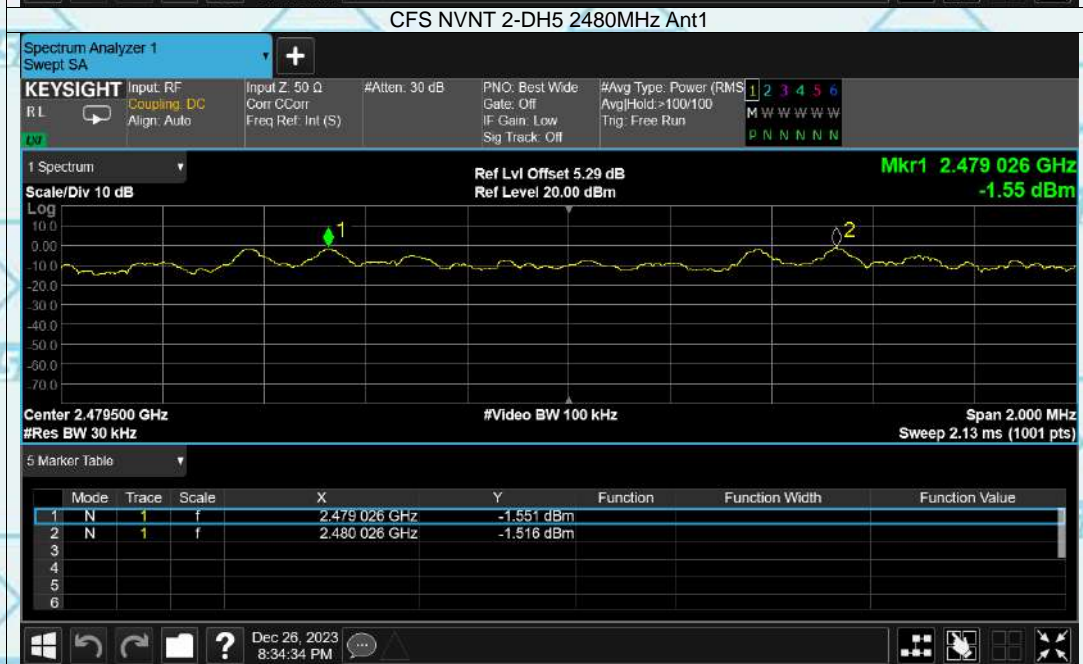 CFS NVNT 2-DH5 2480MHz Ant1
Spectrum Analyzer 1
Swept SA
+
KEYSIGHT Input: RF Input Z: 50 Ω #Atten: 30 dB PNO: Best Wide #Avg Type: Power (RMS 1 2 3 4 5 6
RL Coupling: DC Corr CCorr Gate: Off Avg|Hold:>100/100 M W W W W W
Align: Auto Freq Ref: Int (S) IF Gain: Low Trig: Free Run
LXI Sig Track: Off P N N N N N
1 Spectrum Ref Lvl Offset 5.29 dB Mkr1 2.479 026 GHz
Scale/Div 10 dB Ref Level 20.00 dBm -1.55 dBm
Log
10.0 1 2
0.00
-10.0
-20.0
-30.0
-40.0
-50.0
-60.0
-70.0
Center 2.479500 GHz #Video BW 100 kHz Span 2.000 MHz
#Res BW 30 kHz Sweep 2.13 ms (1001 pts)
5 Marker Table
Mode Trace Scale X Y Function Function Width Function Value
1 N 1 f 2.479 026 GHz -1.551 dBm
2 N 1 f 2.480 026 GHz -1.516 dBm
3
4
5
6
? Dec 26, 2023
8:34:34 PM